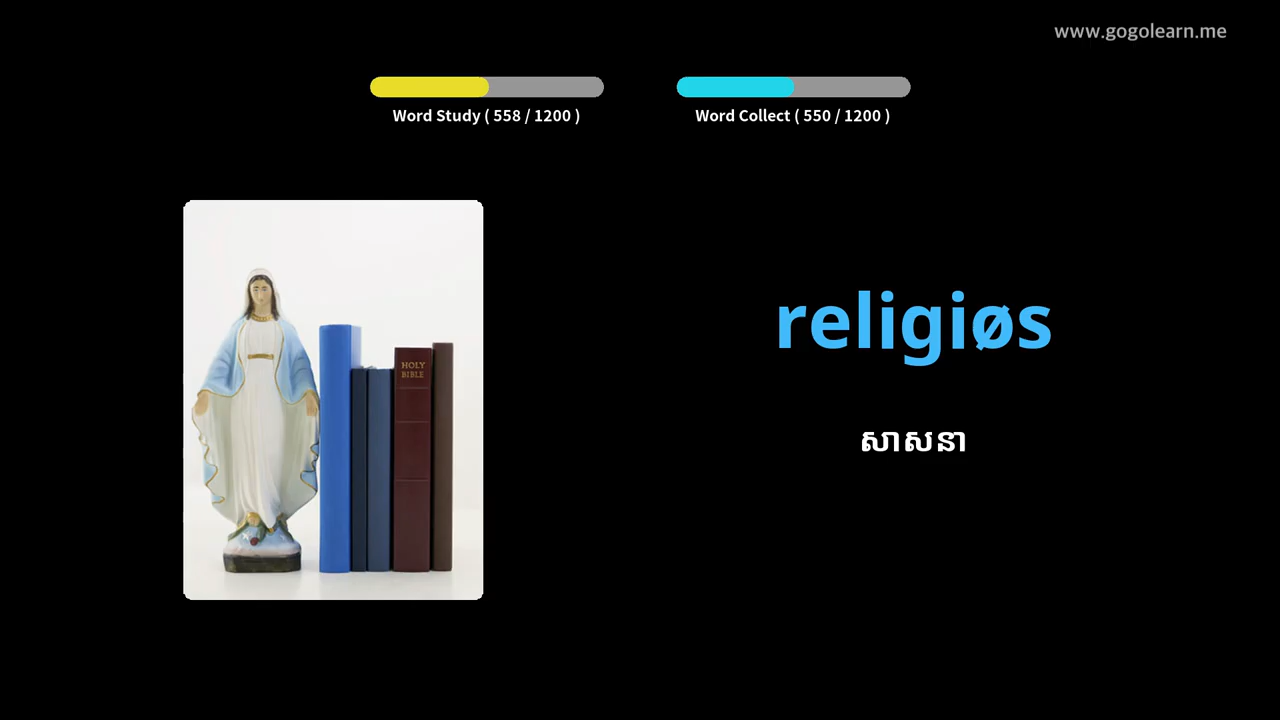 www.gogolearn.me
Word Study ( 558 / 1200 )
Word Collect ( 550 / 1200 )
HOLY
BIBLE
religiøs
សាសនា